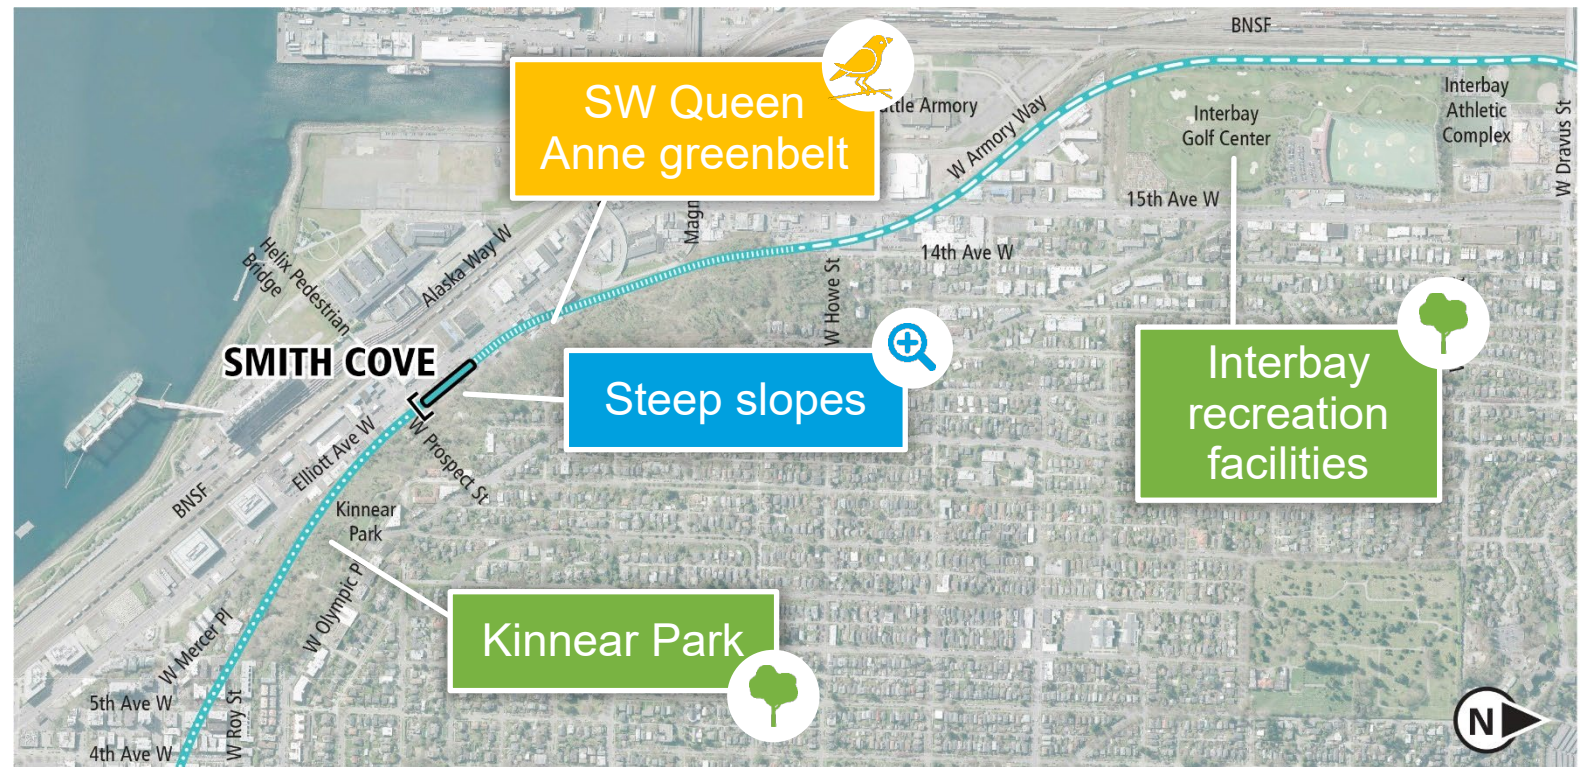 BNSF
SW Queen
Anne greenbelt
ttle Armory
W Armory Way
Interbay
Golf Center
Interbay
Athletic
Complex
W Dravus St
15th Ave W
Magn
14th Ave W
Helix Pedestrian
Bridge
Alaska Way W
W Howe St
SMITH COVE
Steep slopes
Interbay
recreation
facilities
Elliott Ave W
W Prospect St
BNSF
Kinnear
Park
W Olympic P
Kinnear Park
W Mercer Pl
5th Ave W
W Roy St
4th Ave W
N